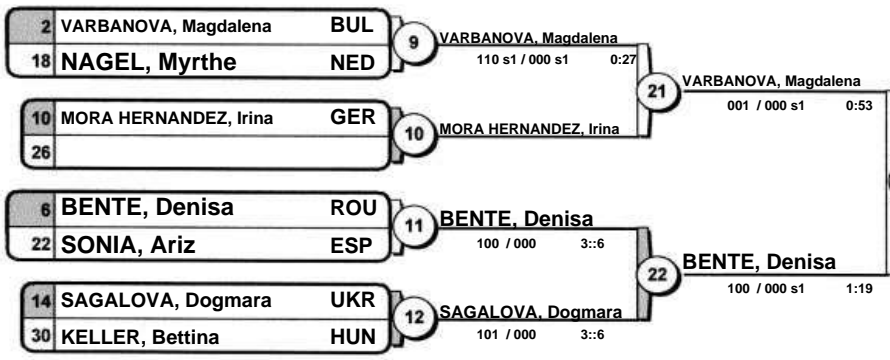 2 VARBANOVA, Magdalena BUL
18 NAGEL, Myrthe NED
9
VARBANOVA, Magdalena
110 s1 / 000 s1 0:27
10 MORA HERNANDEZ, Irina GER
26
10
MORA HERNANDEZ, Irina
21
VARBANOVA, Magdalena
001 / 000 s1 0:53
6 BENTE, Denisa ROU
22 SONIA, Ariz ESP
11
BENTE, Denisa
100 / 000 3::6
14 SAGALOVA, Dogmara UKR
30 KELLER, Bettina HUN
12
SAGALOVA, Dogmara
101 / 000 3::6
22
BENTE, Denisa
100 / 000 s1 1:19